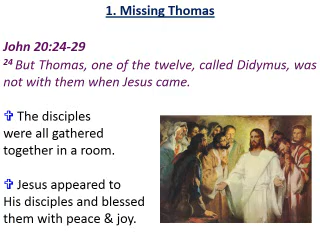 1. Missing Thomas
John 20:24-29
24 But Thomas, one of the twelve, called Didymus, was
not with them when Jesus came.
✞ The disciples
were all gathered
together in a room.
✞ Jesus appeared to
His disciples and blessed
them with peace & joy.